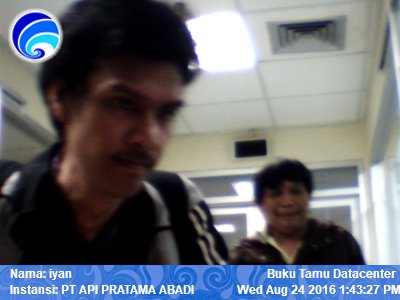 Nama: iyan
Buku Tamu Datacenter
Instansi: PT API PRATAMA ABADI
Wed Aug 24 2016 1:43:27 PM